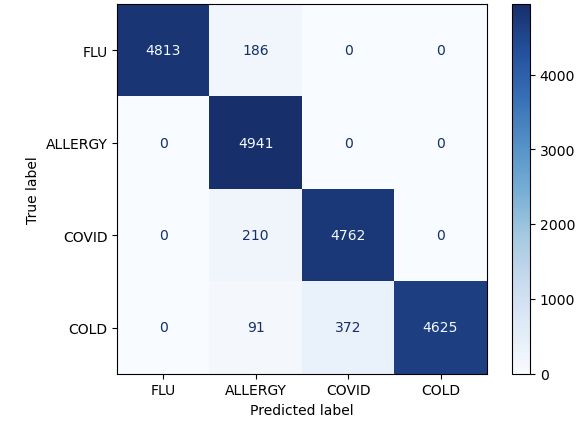 FLU 4813 186 0 0
ALLERGY 0 4941 0 0
COVID 0 210 4762 0
COLD 0 91 372 4625
FLU ALLERGY COVID COLD
Predicted label
True label
4000
3000
2000
1000
0